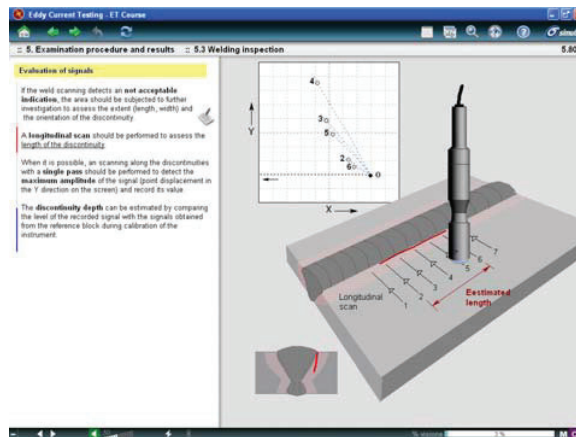 Eddy Current Testing - ET Course
:: 5. Examination procedure and results :: 5.3 Welding inspection 5.80
Evaluation of signals
If the weld scanning detects an not acceptable
indication, the area should be subjected to further
investigation to assess the extent (length, width) and
the orientation of the discontinuity
A longitudinal scan should be performed to assess the
length of the discontinuity.
When it is possible, an scanning along the discontinuities
with a single pass should be performed to detect the
maximum amplitude of the signal (point displacement in
the Y direction on the screen) and record its value
The discontinuity depth can be estimated by comparing
the level of the recorded signal with the signals obtained
from the reference block during calibration of the
instrument.
4
3
5
2
6
Y
X
7
6
5
4
3
2
1
Longitudinal
scan
Eestimated
length